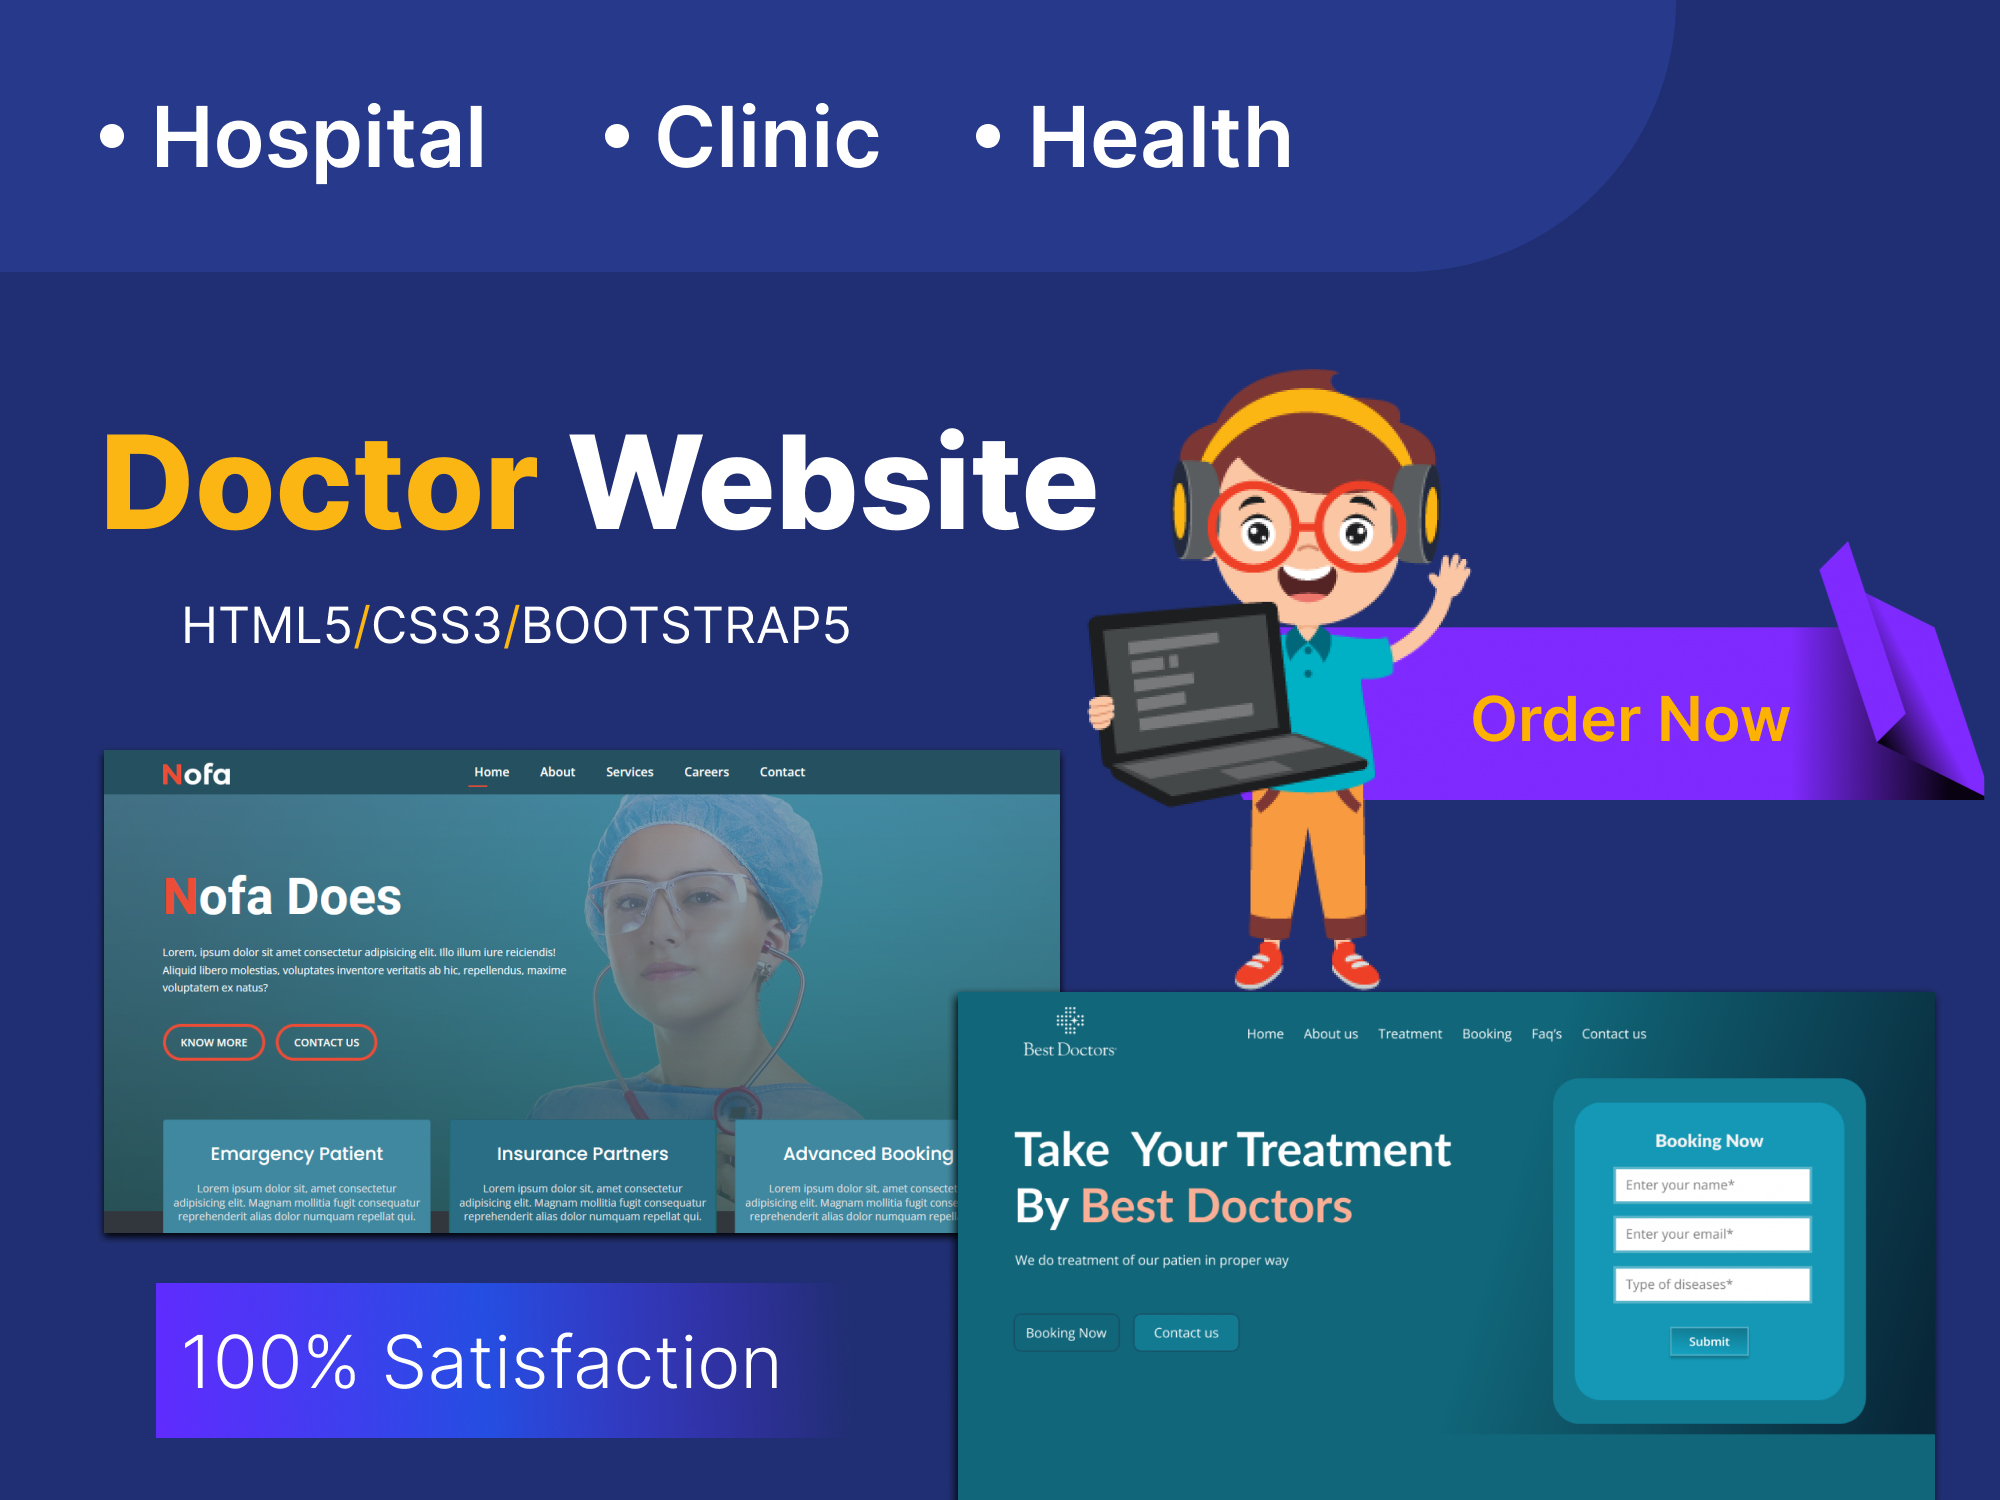 • Hospital • Clinic • Health
Doctor Website
HTML5/CSS3/BOOTSTRAP5
Order Now
Nofa
Home About Services Careers Contact
Nofa Does
Lorem, ipsum dolor sit amet consectetur adipisicing elit. Illo illum iure reiciendis!
Aliquid libero molestias, voluptates inventore veritatis ab hic, repellendus, maxime
voluptatem ex natus?
KNOW MORE CONTACT US
Emargency Patient
Lorem ipsum dolor sit, amet consectetur
adipisicing elit. Magnam mollitia fugit consequatur
reprehenderit alias dolor numquam repellat qui.
Insurance Partners
Lorem ipsum dolor sit, amet consectetur
adipisicing elit. Magnam mollitia fugit consequatur
reprehenderit alias dolor numquam repellat qui.
Advanced Booking
Lorem ipsum dolor sit, amet
adipisicing elit. Magnam mollitia fugit
reprehenderit alias dolor numquam
Best Doctors
Home About us Treatment Booking Faq's Contact us
Take Your Treatment
By Best Doctors
We do treatment of our patien in proper way
Booking Now Contact us
Booking Now
Enter your name*
Enter your email*
Type of diseases*
Submit
100% Satisfaction